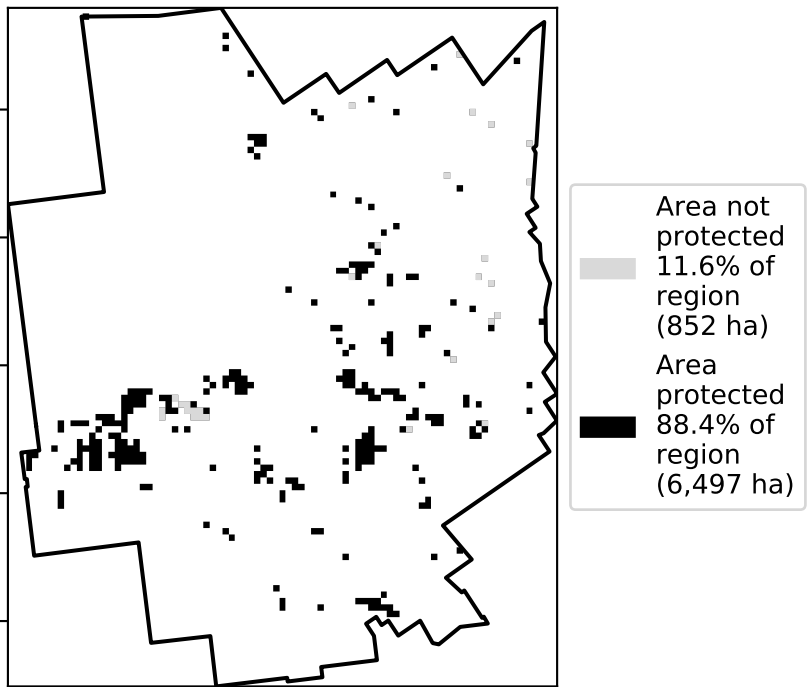 Area not
protected
11.6% of
region
(852 ha)
Area
protected
88.4% of
region
(6,497 ha)